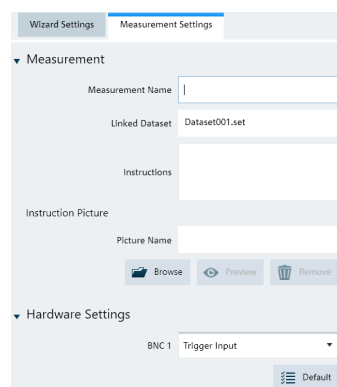 Wizard Settings Measurement Settings
Measurement
Measurement Name
Linked Dataset Dataset001.set
Instructions
Instruction Picture
Picture Name
Browse Preview Remove
Hardware Settings
BNC 1 Trigger Input
Default